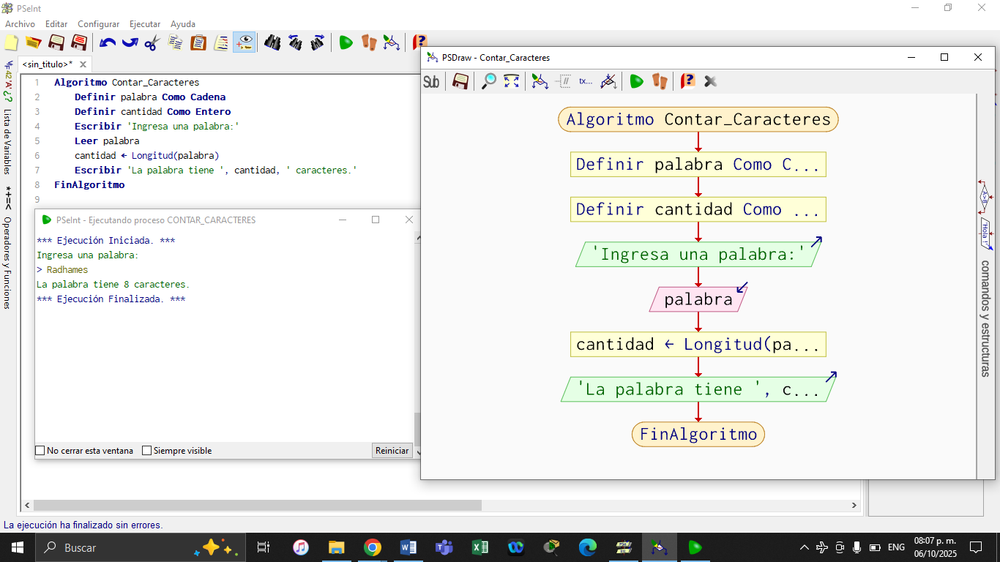 PSeInt
Archivo Editar Configurar Ejecutar Ayuda
<sin_titulo>*
1 Algoritmo Contar_Caracteres
2 Definir palabra Como Cadena
3 Definir cantidad Como Entero
4 Escribir 'Ingresa una palabra:'
5 Leer palabra
6 cantidad ← Longitud(palabra)
7 Escribir 'La palabra tiene ', cantidad, ' caracteres.'
8 FinAlgoritmo
9
42 'A' ¿?
Lista de Variables
*+=<
Operadores y Funciones
PSeInt - Ejecutando proceso CONTAR_CARACTERES
*** Ejecución Iniciada. ***
Ingresa una palabra:
> Radhames
La palabra tiene 8 caracteres.
*** Ejecución Finalizada. ***
No cerrar esta ventana Siempre visible Reiniciar
PSDraw - Contar_Caracteres
Sub // tx...
Algoritmo Contar_Caracteres
Definir palabra Como C...
Definir cantidad Como ...
'Ingresa una palabra:'
palabra
cantidad ← Longitud(pa...
'La palabra tiene ', c...
FinAlgoritmo
A>B
'Hola !'
comandos y estructuras
La ejecución ha finalizado sin errores.
Buscar
ENG
08:07 p. m.
06/10/2025